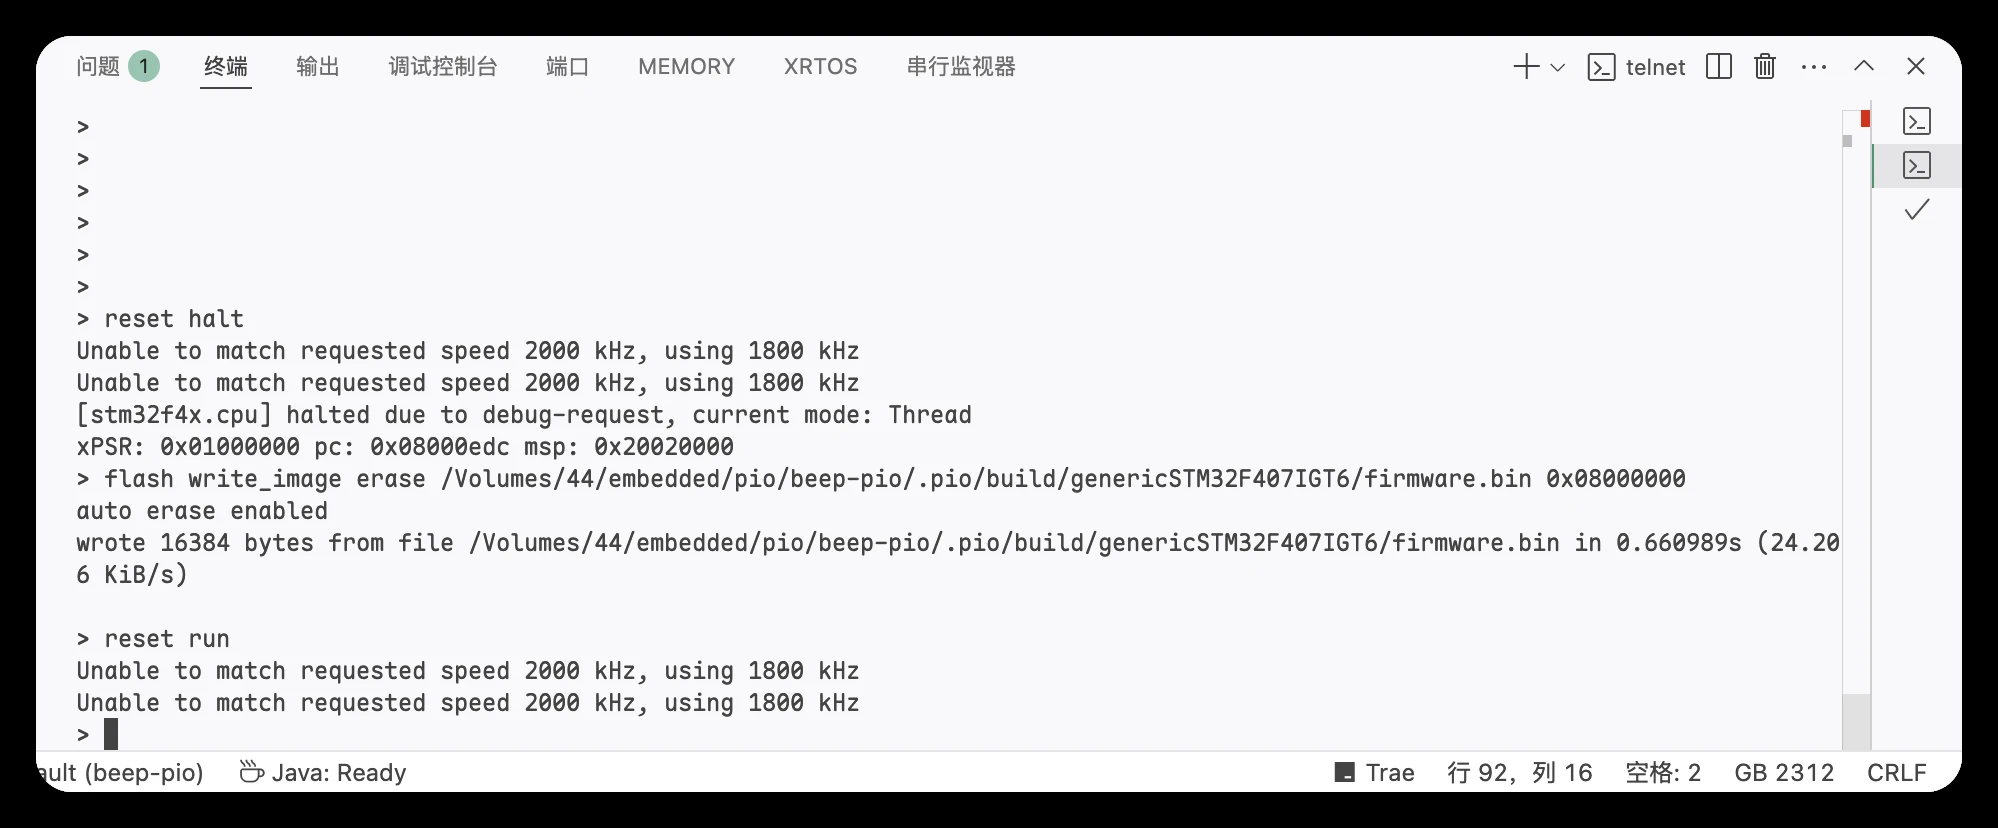 问题 1 终端 输出 调试控制台 端口 MEMORY XRTOS 串行监视器 telnet
>
>
>
>
>
>
> reset halt
Unable to match requested speed 2000 kHz, using 1800 kHz
Unable to match requested speed 2000 kHz, using 1800 kHz
[stm32f4x.cpu] halted due to debug-request, current mode: Thread
xPSR: 0x01000000 pc: 0x08000edc msp: 0x20020000
> flash write_image erase /Volumes/44/embedded/pio/beep-pio/.pio/build/genericSTM32F407IGT6/firmware.bin 0x08000000
auto erase enabled
wrote 16384 bytes from file /Volumes/44/embedded/pio/beep-pio/.pio/build/genericSTM32F407IGT6/firmware.bin in 0.660989s (24.20
6 KiB/s)
> reset run
Unable to match requested speed 2000 kHz, using 1800 kHz
Unable to match requested speed 2000 kHz, using 1800 kHz
>
ault (beep-pio) Java: Ready Trae 行 92，列 16 空格: 2 GB 2312 CRLF